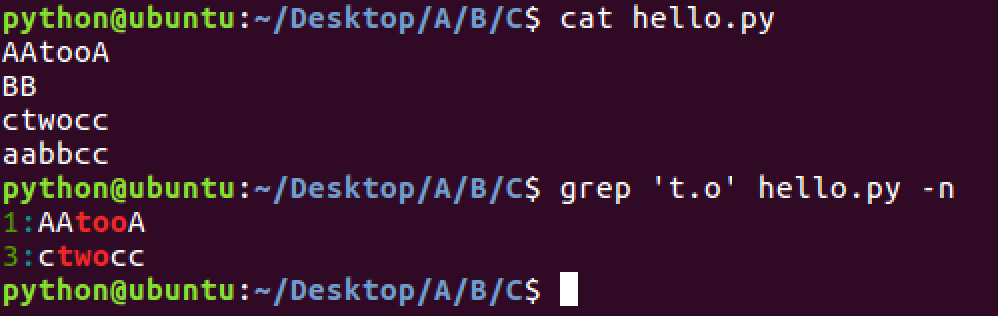 python@ubuntu:~/Desktop/A/B/C$ cat hello.py
AAtooA
BB
ctwocc
aabbcc
python@ubuntu:~/Desktop/A/B/C$ grep 't.o' hello.py -n
1:AAtooA
3:ctwocc
python@ubuntu:~/Desktop/A/B/C$